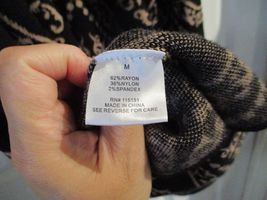 M
62%RAYON
36%NYLON
2%SPANDEX
RN# 115151
MADE IN CHINA
SEE REVERSE FOR CARE